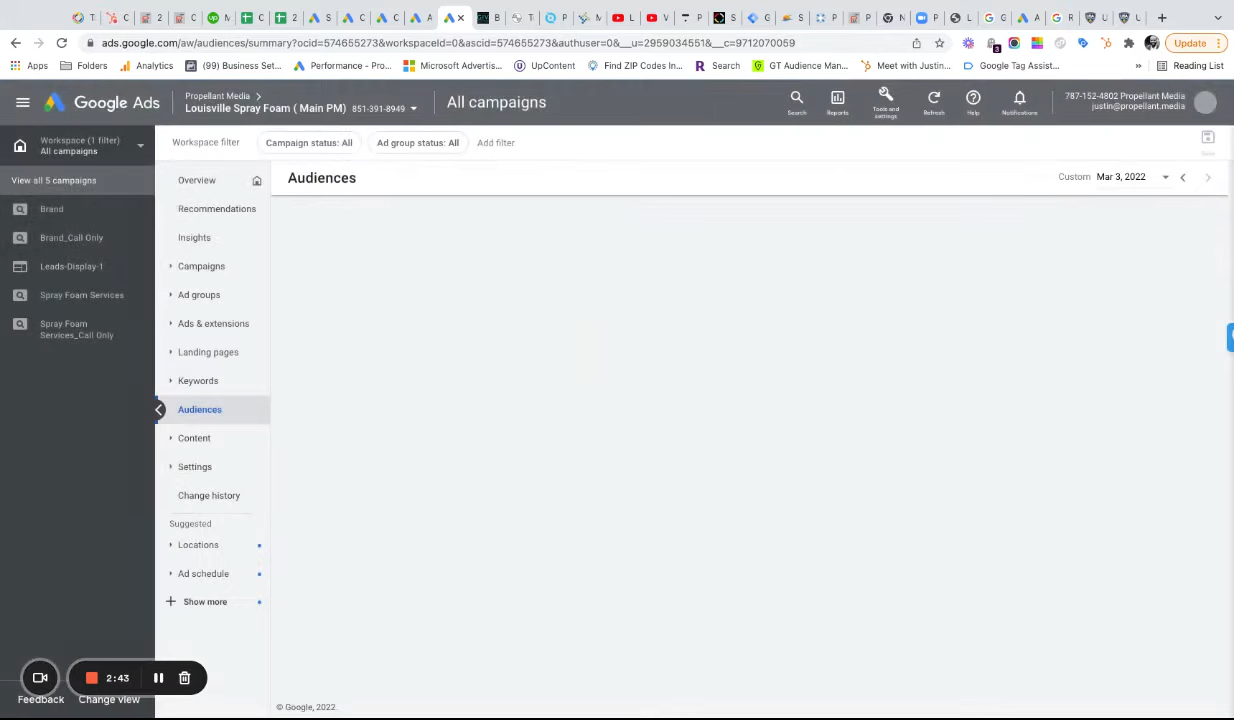 2
C
M
C
2
S
C
C
A
B
T
P
M
L
V
T
S
G
S
P
P
N
P
L
G
A
R
U
U
ads.google.com/aw/audiences/summary?ocid=574655273&workspaceId=0&ascid=574655273&authuser=0&__u=2959034551&__c=9712070059
3
Update
Apps
Folders
Analytics
(99) Business Set...
Performance - Pro...
Microsoft Advertis...
UpContent
Find ZIP Codes In...
Search
GT Audience Man...
Meet with Justin...
Google Tag Assist...
»
Reading List
Google Ads
Propellant Media
Louisville Spray Foam ( Main PM) 851-391-8949
All campaigns
Search
Reports
Tools and settings
Refresh
Help
Notifications
787-152-4802 Propellant Media
justin@propellant.media
Workspace (1 filter)
All campaigns
Workspace filter
Campaign status: All
Ad group status: All
Add filter
Save
View all 5 campaigns
Brand
Brand_Call Only
Leads-Display-1
Spray Foam Services
Spray Foam
Services_Call Only
Overview
Recommendations
Insights
Campaigns
Ad groups
Ads & extensions
Landing pages
Keywords
Audiences
Content
Settings
Change history
Suggested
Locations
Ad schedule
Show more
Audiences
Custom Mar 3, 2022
2:43
Feedback
Change view
© Google, 2022.